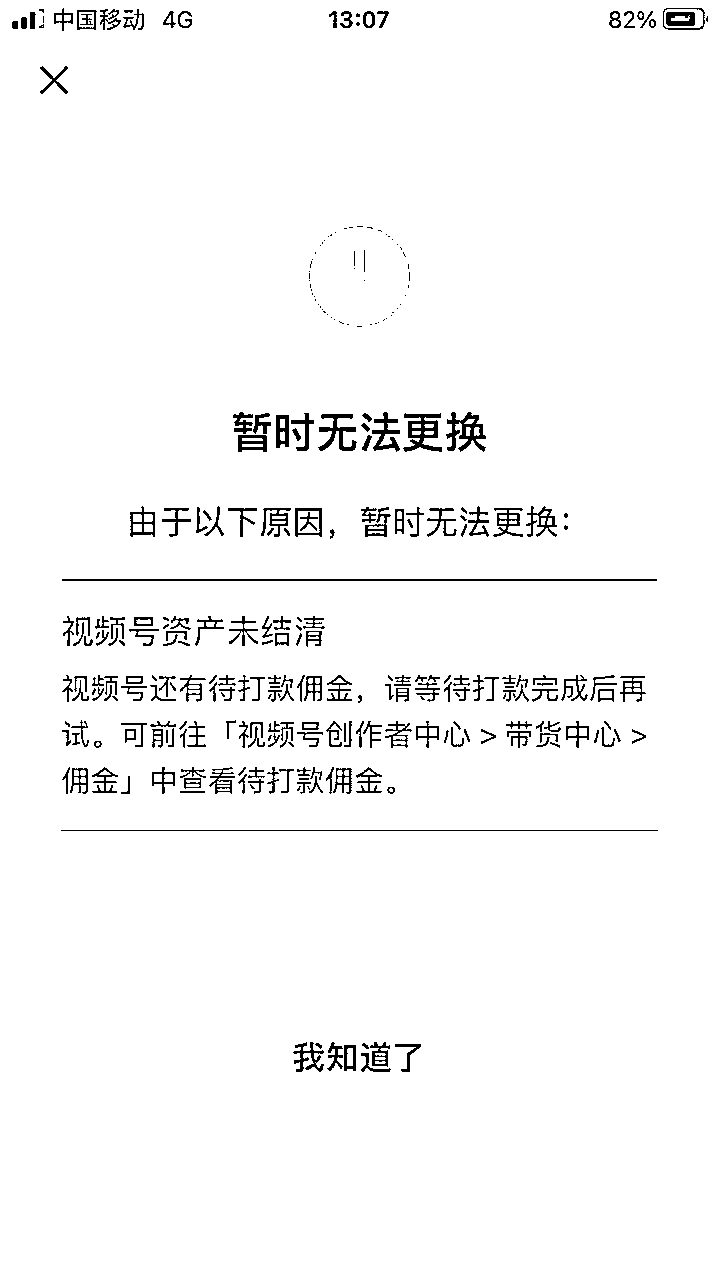 中国移动 4G 13:07 82%
暂时无法更换
由于以下原因，暂时无法更换：
视频号资产未结清
视频号还有待打款佣金，请等待打款完成后再
试。可前往「视频号创作者中心 > 带货中心 >
佣金」中查看待打款佣金。
我知道了